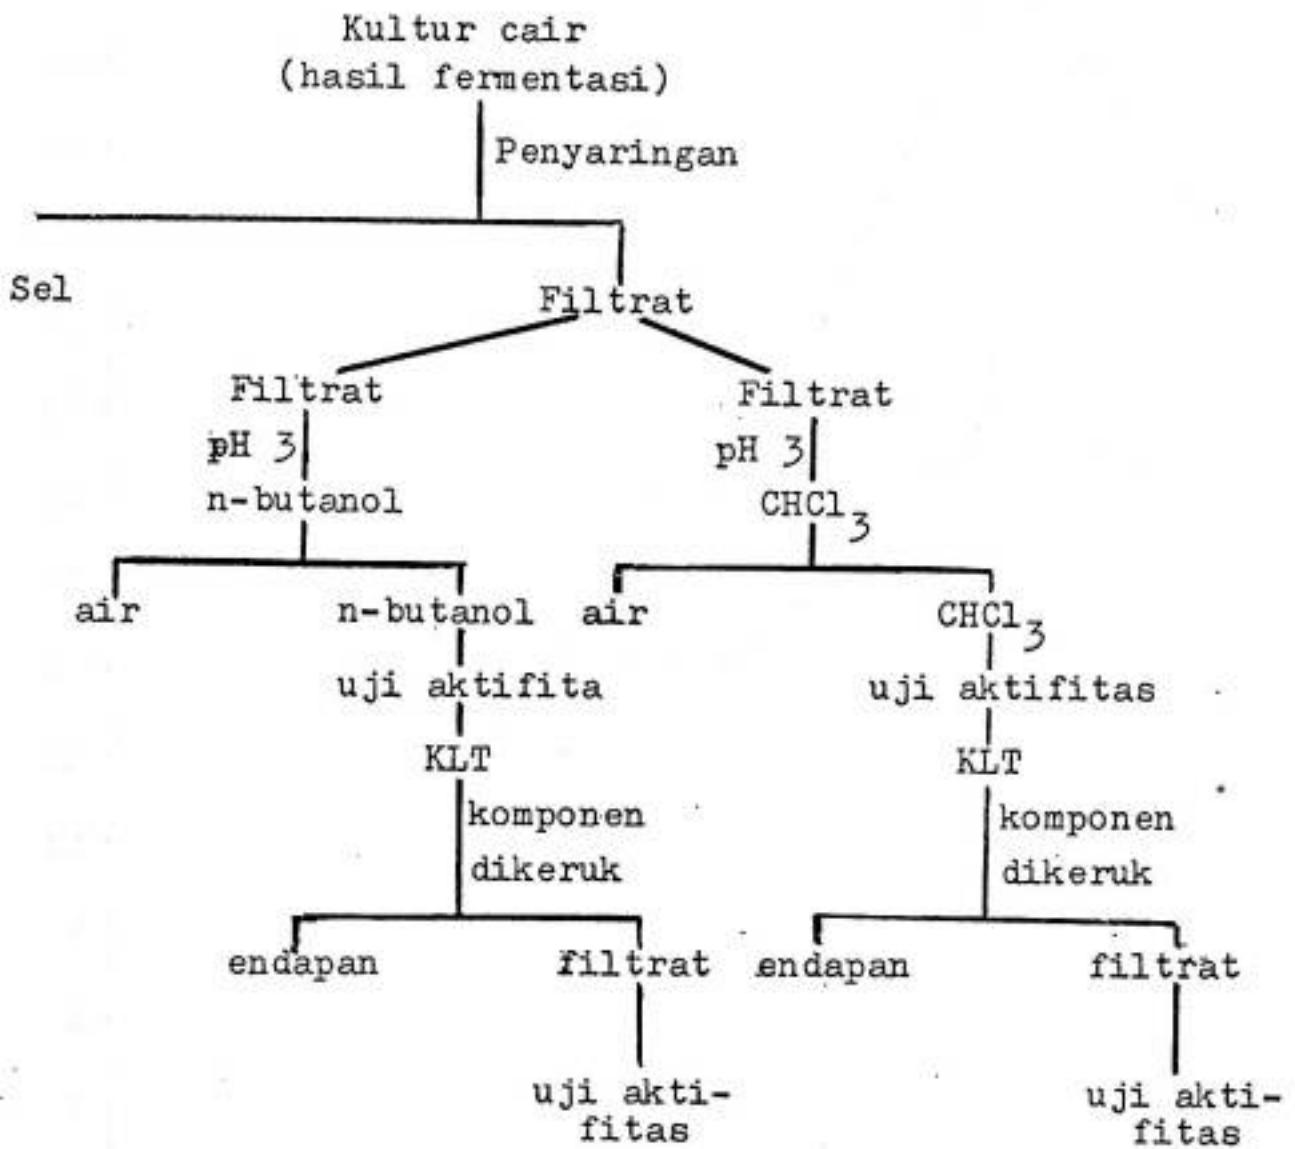 Kultur cair
(hasil fermentasi)
Penyaringan
Sel
Filtrat
Filtrat
Filtrat
pH 3
pH 3
n-butanol
CHCl3
air
n-butanol
air
CHCl3
uji aktifita
uji aktifitas
KLT
KLT
komponen
dikeruk
komponen
dikeruk
endapan
filtrat
endapan
filtrat
uji akti-
fitas
uji akti-
fitas